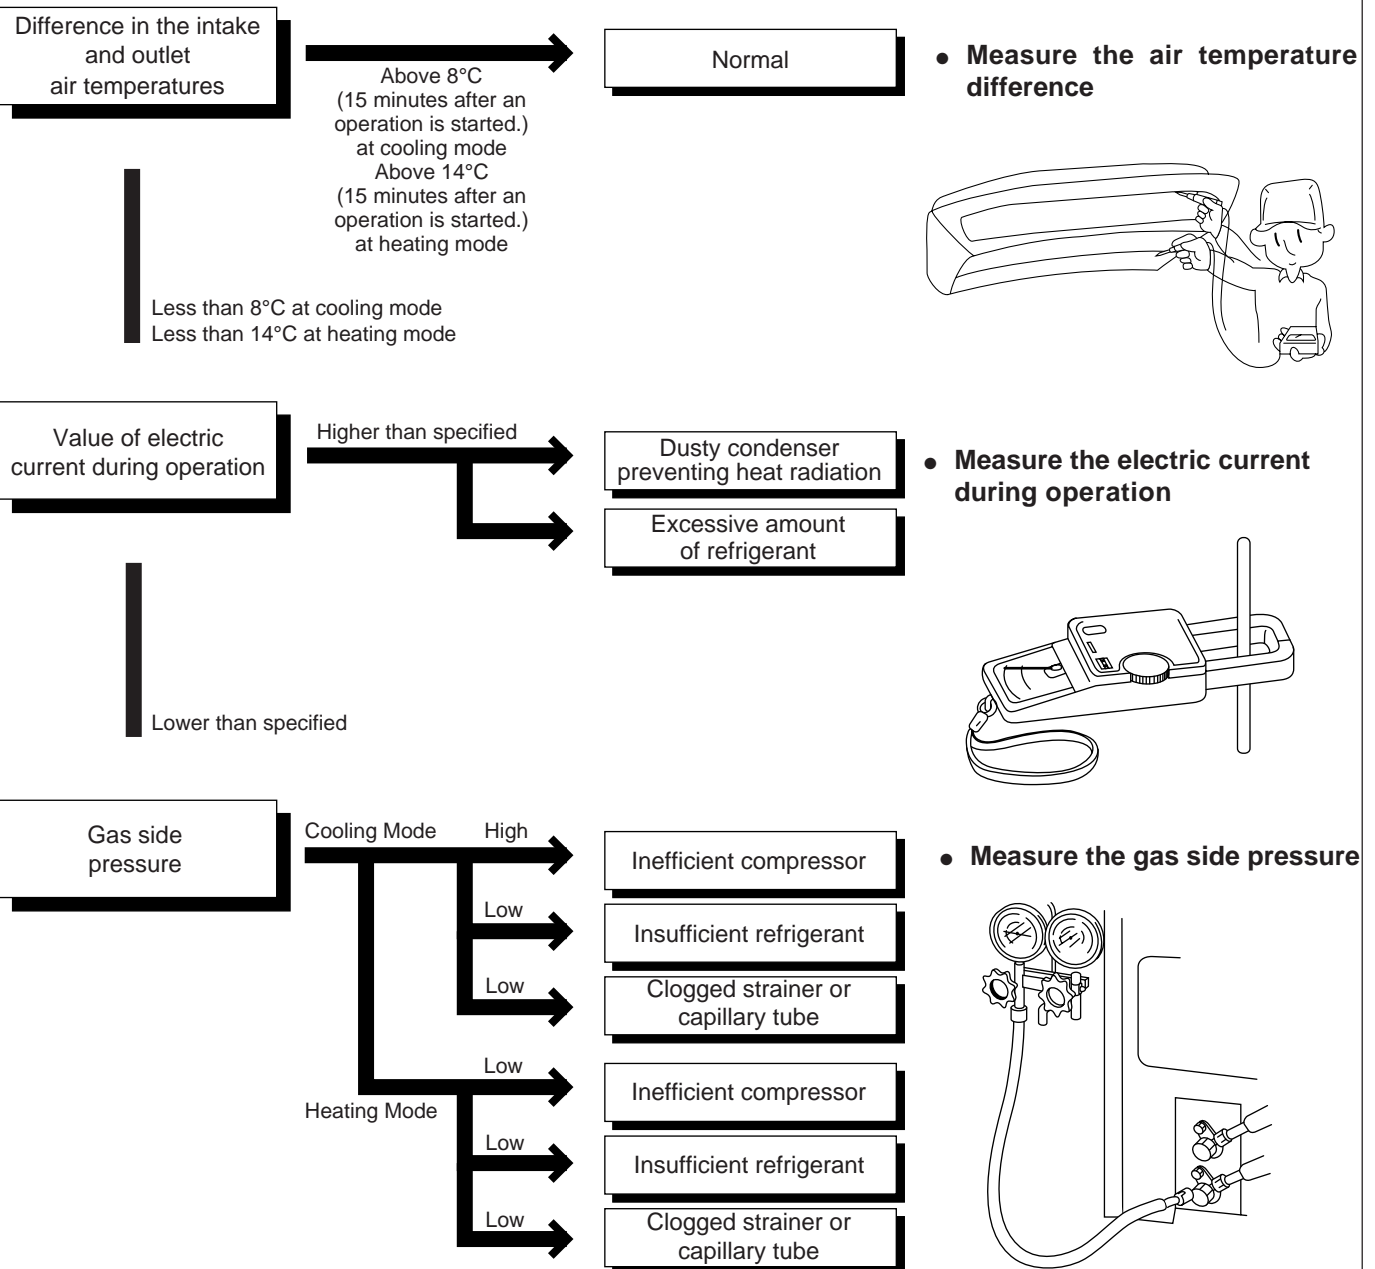 Difference in the intake
and outlet
air temperatures
Above 8°C
(15 minutes after an
operation is started.)
at cooling mode
Above 14°C
(15 minutes after an
operation is started.)
at heating mode
Normal
● Measure the air temperature
difference
Less than 8°C at cooling mode
Less than 14°C at heating mode
Value of electric
current during operation
Higher than specified
Dusty condenser
preventing heat radiation
Excessive amount
of refrigerant
● Measure the electric current
during operation
Lower than specified
Gas side
pressure
Cooling Mode
High
Inefficient compressor
Low
Insufficient refrigerant
Low
Clogged strainer or
capillary tube
Heating Mode
Low
Inefficient compressor
Low
Insufficient refrigerant
Low
Clogged strainer or
capillary tube
● Measure the gas side pressure